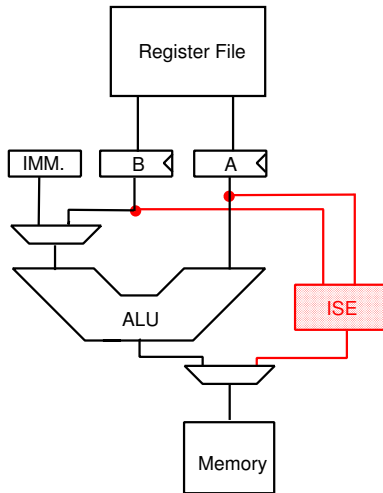 Register File
IMM.
B
A
ALU
ISE
Memory